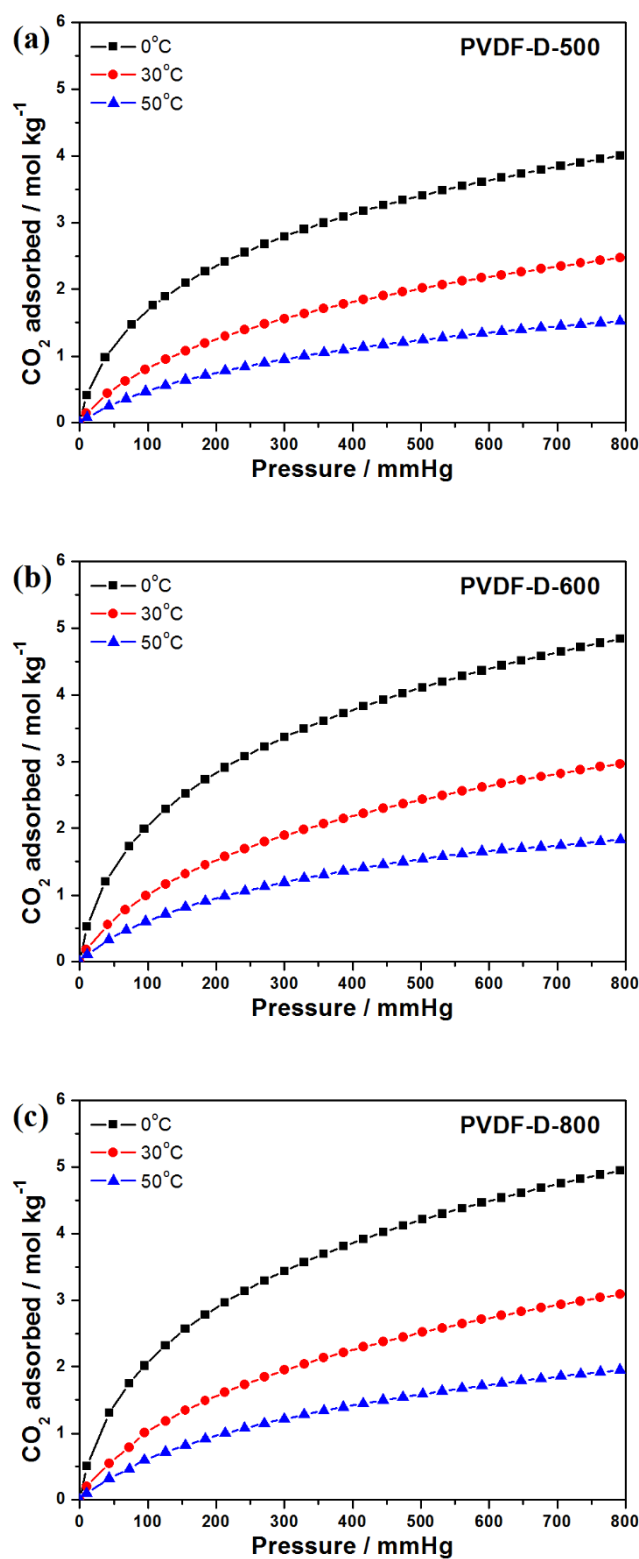 (a)
PVDF-D-500
0°C
30°C
50°C
6
5
4
3
2
1
0
CO₂ adsorbed / mol kg⁻¹
0 100 200 300 400 500 600 700 800
Pressure / mmHg
(b)
PVDF-D-600
0°C
30°C
50°C
6
5
4
3
2
1
0
CO₂ adsorbed / mol kg⁻¹
0 100 200 300 400 500 600 700 800
Pressure / mmHg
(c)
PVDF-D-800
0°C
30°C
50°C
6
5
4
3
2
1
0
CO₂ adsorbed / mol kg⁻¹
0 100 200 300 400 500 600 700 800
Pressure / mmHg